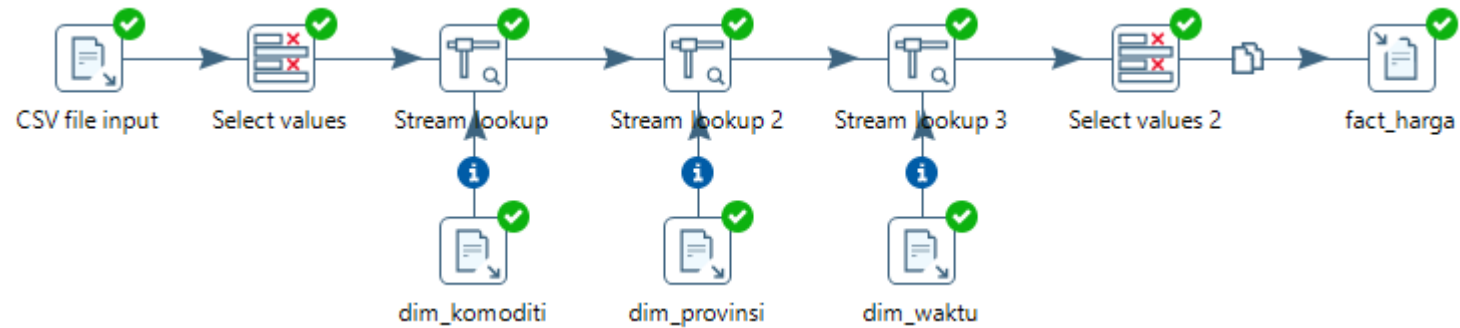 CSV file input
Select values
Stream lookup
Stream lookup 2
Stream lookup 3
Select values 2
fact_harga
dim_komoditi
dim_provinsi
dim_waktu